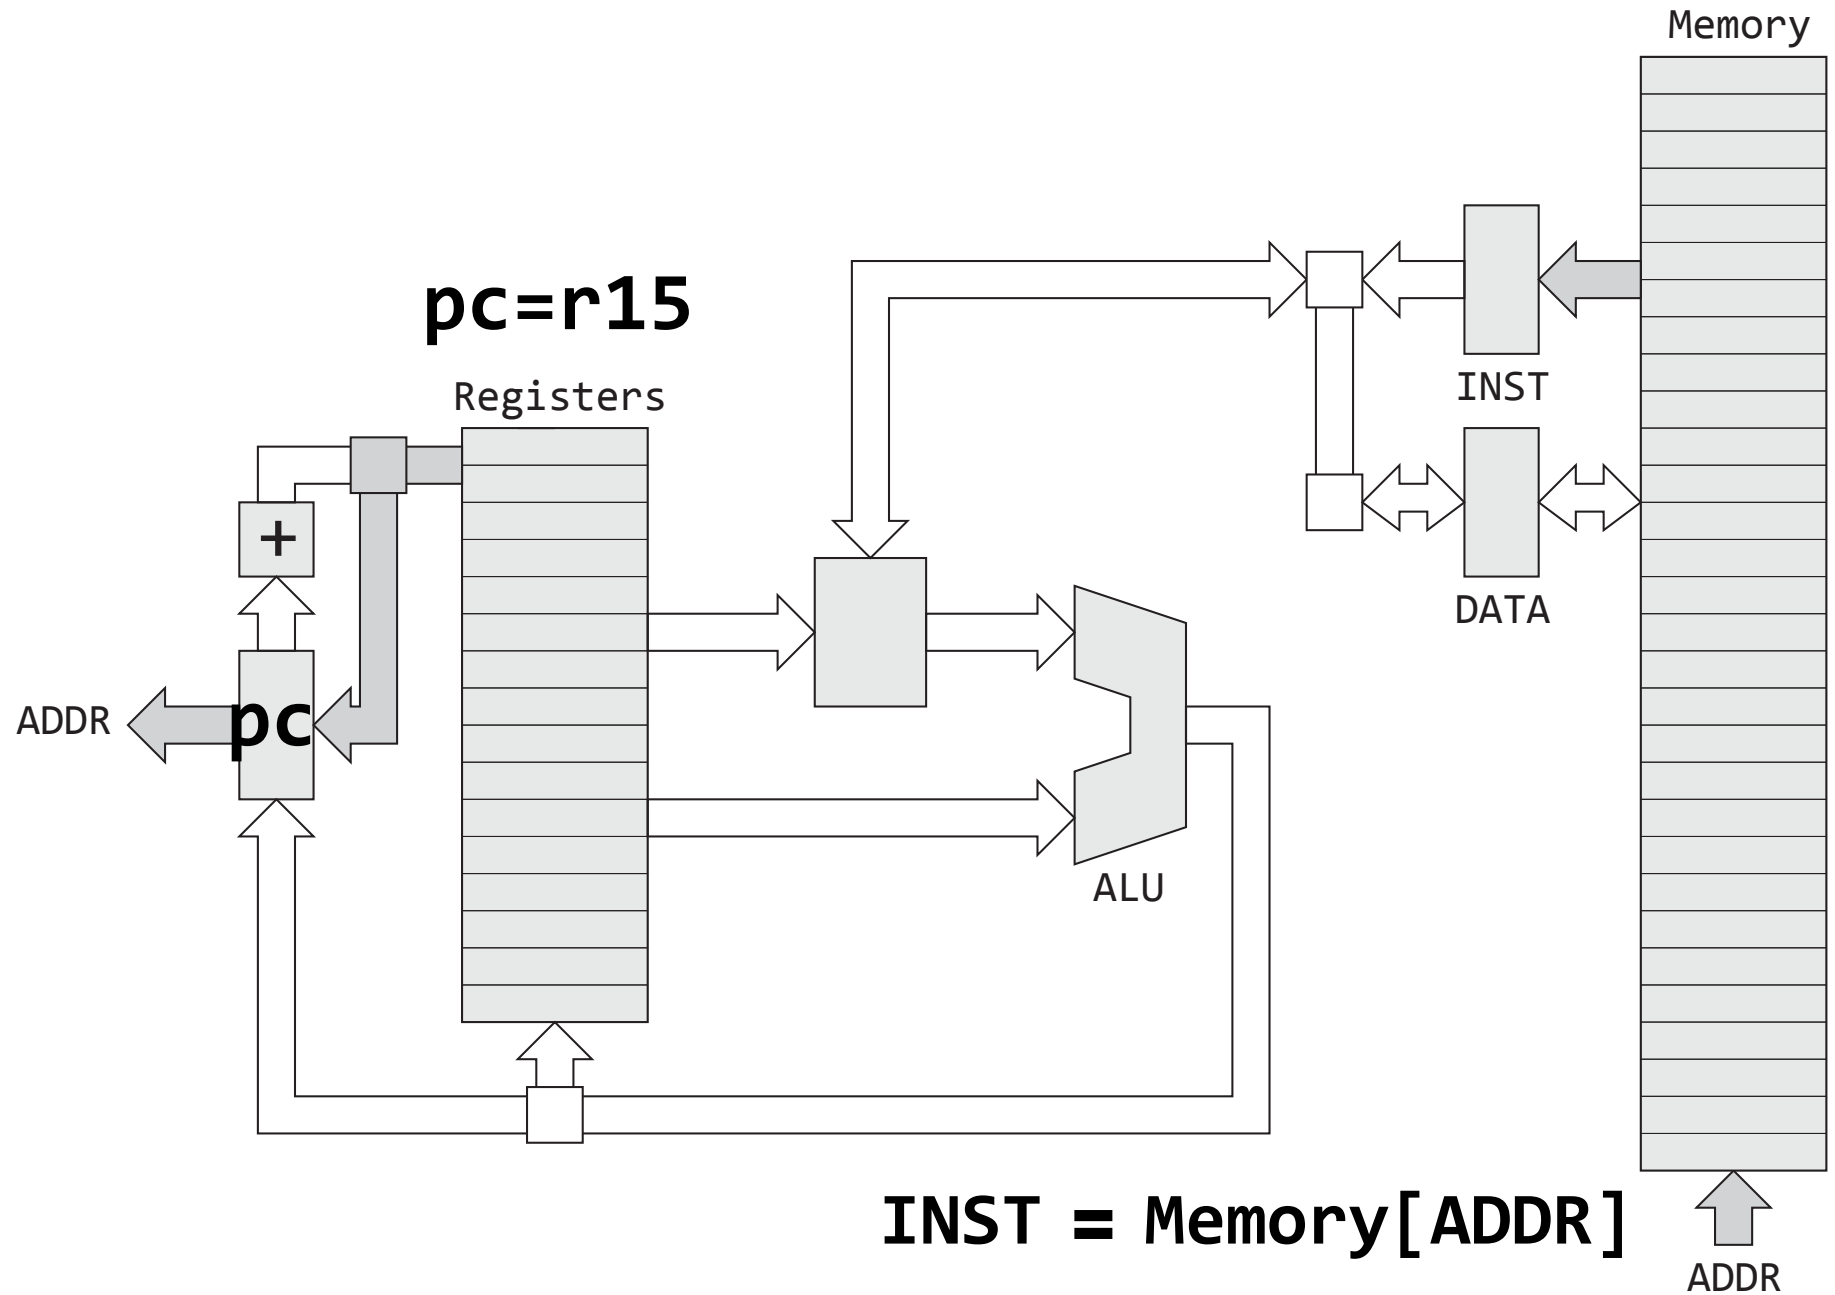 Memory
pc=r15
INST
Registers
+
DATA
ADDR
pc
ALU
INST = Memory[ADDR]
ADDR